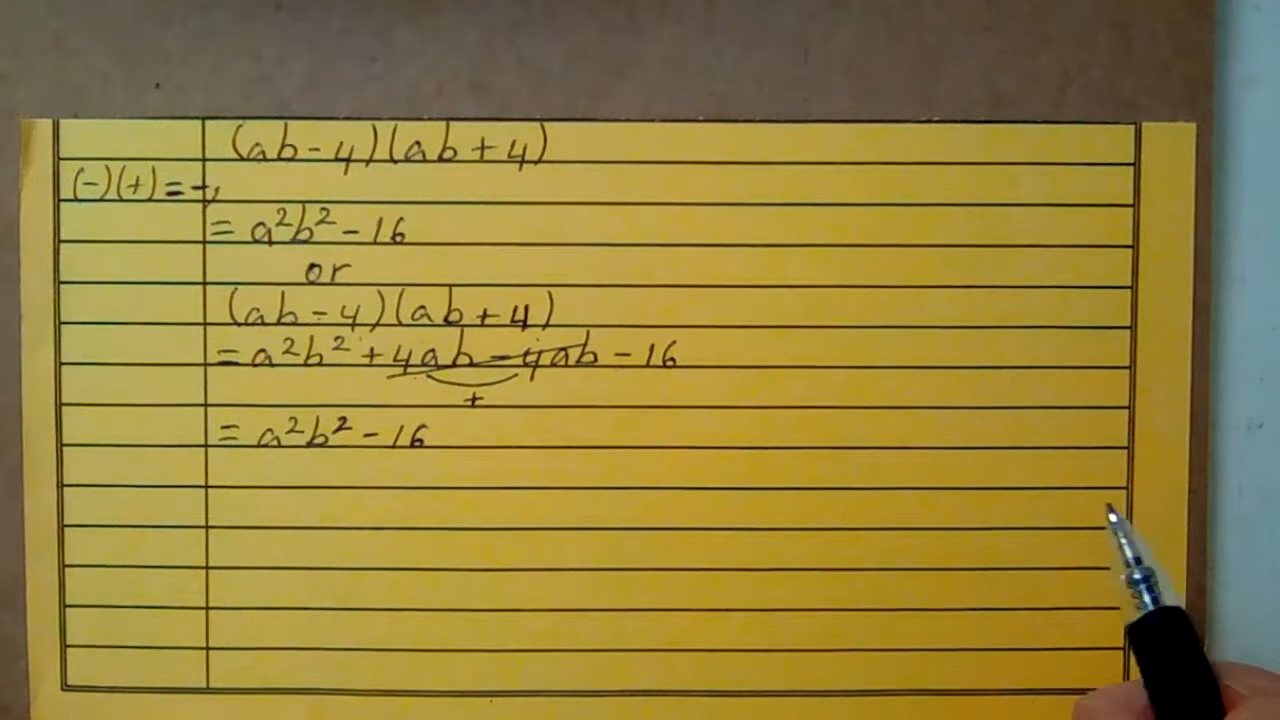 (ab - 4)(ab + 4)
(-)(+) = -,
= a²b² - 16
or
(ab - 4)(ab + 4)
= a²b² + 4ab - 4ab - 16
+
= a²b² - 16